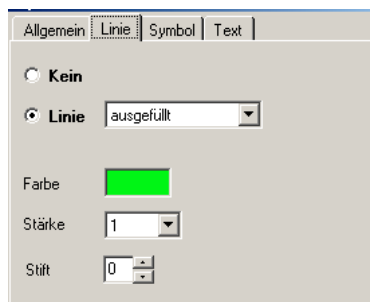 Allgemein Linie Symbol Text
Kein
Linie ausgefüllt
Farbe
Stärke 1
Stift 0